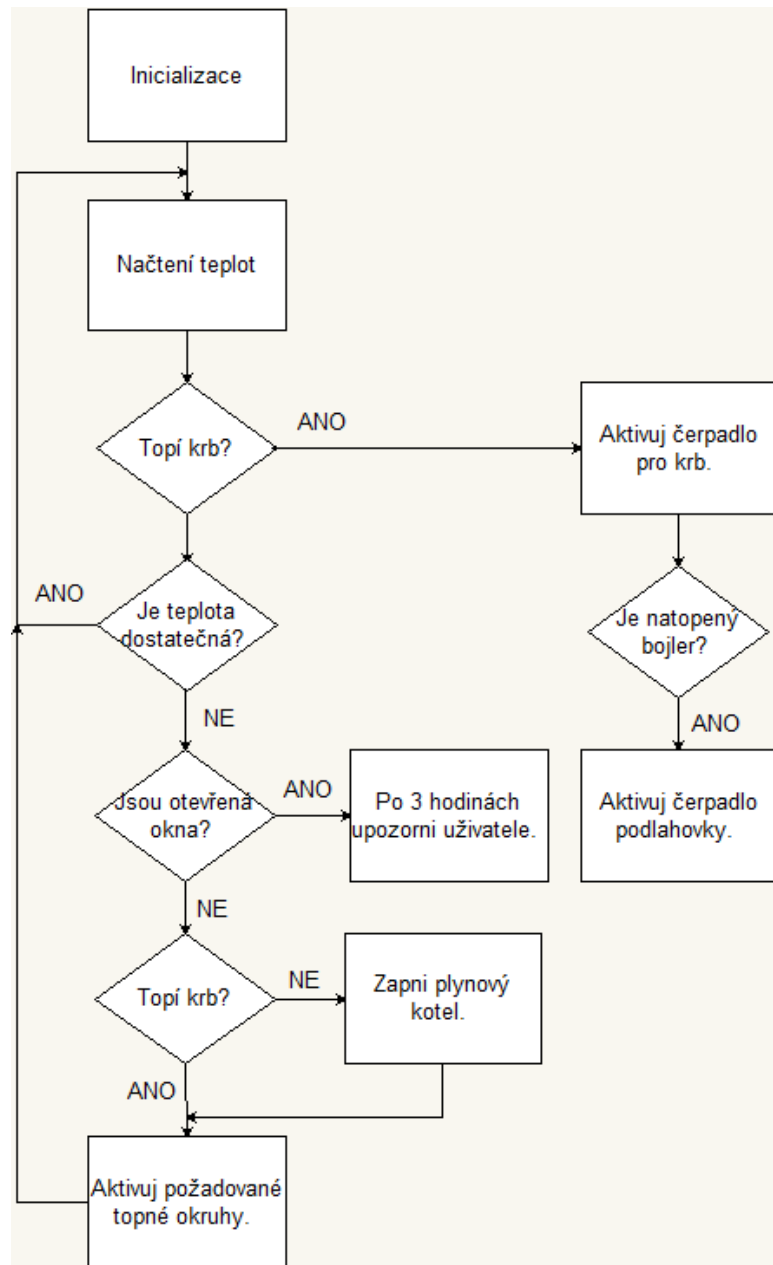 Inicializace
Načtení teplot
Topí krb?
ANO
Aktivuj čerpadlo
pro krb.
ANO
Je teplota
dostatečná?
Je natopený
bojler?
NE
ANO
Jsou otevřená
okna?
ANO
Po 3 hodinách
upozorni uživatele.
Aktivuj čerpadlo
podlahovky.
NE
Topí krb?
NE
Zapni plynový
kotel.
ANO
Aktivuj požadované
topné okruhy.